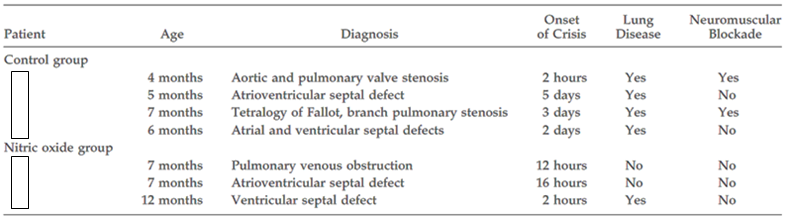 Onset Lung Neuromuscular
Patient Age Diagnosis of Crisis Disease Blockade
Control group
4 months Aortic and pulmonary valve stenosis 2 hours Yes Yes
5 months Atrioventricular septal defect 5 days Yes No
7 months Tetralogy of Fallot, branch pulmonary stenosis 3 days Yes Yes
6 months Atrial and ventricular septal defects 2 days Yes No
Nitric oxide group
7 months Pulmonary venous obstruction 12 hours No No
7 months Atrioventricular septal defect 16 hours No No
12 months Ventricular septal defect 2 hours Yes No